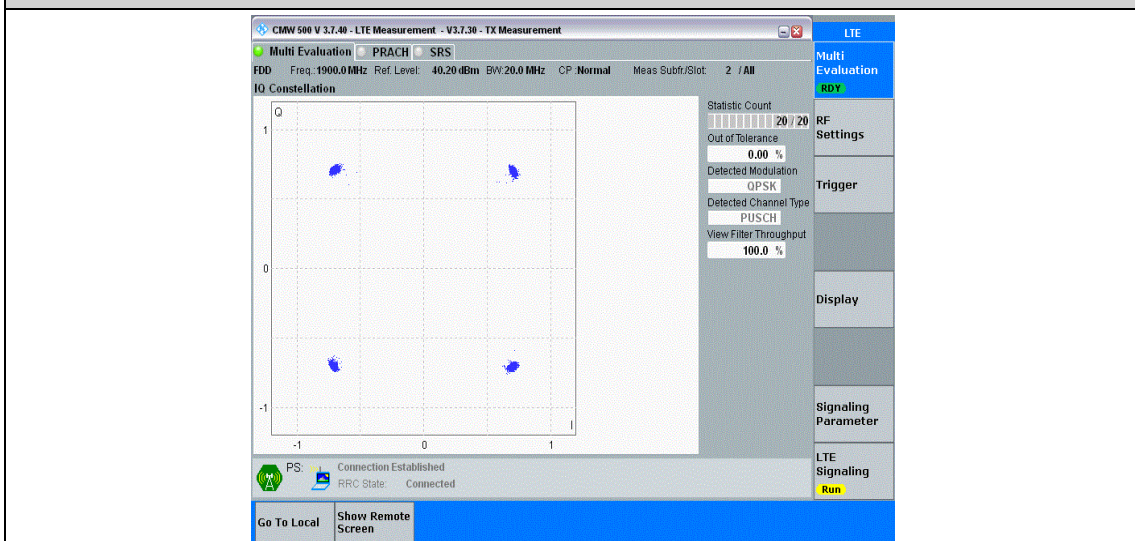 CMW 500 V 3.7.40 - LTE Measurement - V3.7.30 - TX Measurement
LTE
Multi Evaluation PRACH SRS
FDD Freq.:1900.0 MHz Ref. Level: 40.20 dBm BW:20.0 MHz CP :Normal Meas Subfr./Slot: 2 / All
IQ Constellation
Q
1
0
-1
-1 0 1
I
Statistic Count
20 / 20
Out of Tolerance
0.00 %
Detected Modulation
QPSK
Detected Channel Type
PUSCH
View Filter Throughput
100.0 %
Multi
Evaluation
RDY
RF
Settings
Trigger
Display
Signaling
Parameter
LTE
Signaling
Run
PS: Connection Established
RRC State: Connected
Go To Local
Show Remote
Screen